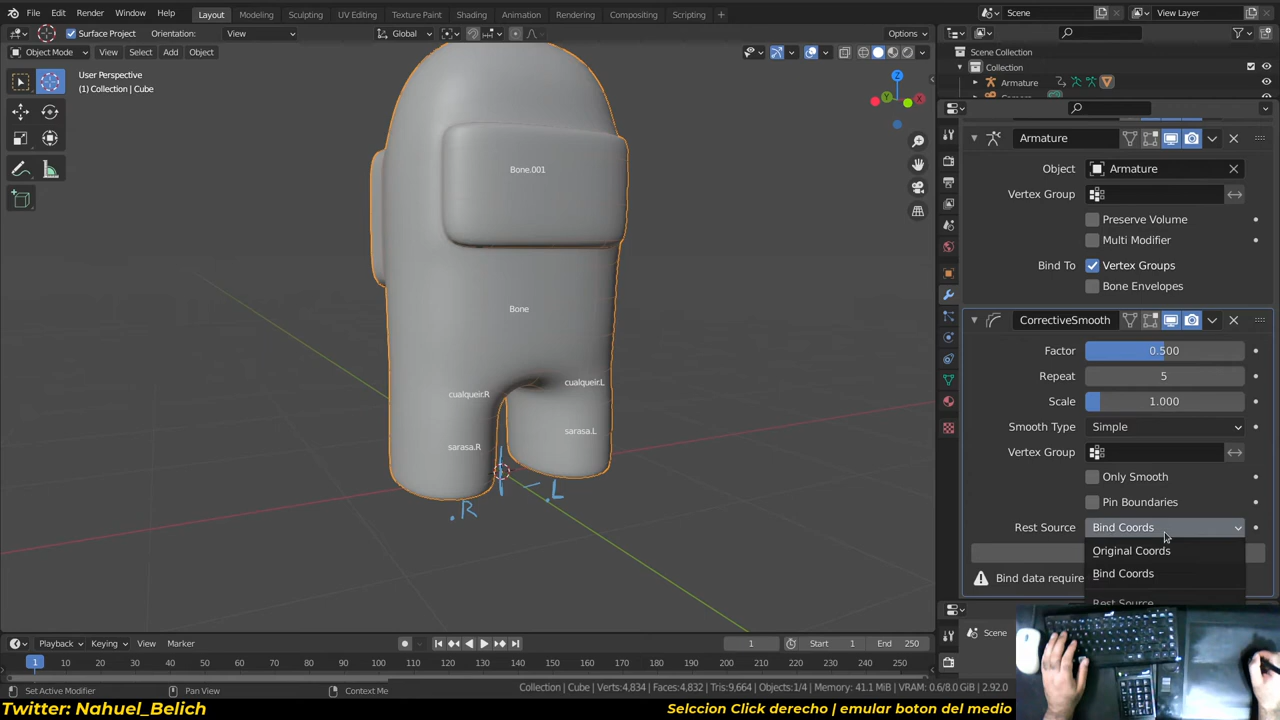 File Edit Render Window Help Layout Modeling Sculpting UV Editing Texture Paint Shading Animation Rendering Compositing Scripting + Scene View Layer
Surface Project Orientation: View Global Options
Object Mode View Select Add Object
Scene Collection
Collection
Armature
User Perspective
(1) Collection | Cube
Z
Y
X
Bone.001
Bone
cualqueir.R
cualqueir.L
sarasa.R
sarasa.L
.R
.L
Armature
Object Armature
Vertex Group
Preserve Volume
Multi Modifier
Bind To Vertex Groups
Bone Envelopes
CorrectiveSmooth
Factor 0.500
Repeat 5
Scale 1.000
Smooth Type Simple
Vertex Group
Only Smooth
Pin Boundaries
Rest Source Bind Coords
Original Coords
Bind Coords
Rest Source
Bind data require
Scene
Playback Keying View Marker 1 Start 1 End 250
1 10 20 30 40 50 60 70 80 90 100 110 120 130 140 150 160 170 180 190 200 210 220 230 240 250
Set Active Modifier Pan View Context Me Collection | Cube | Verts:4,834 | Faces:4,832 | Tris:9,664 | Objects:1/4 | Memory: 41.1 MiB | VRAM: 0.6/8.0 GiB | 2.92.0
Twitter: Nahuel_Belich Selccion Click derecho | emular boton del medio